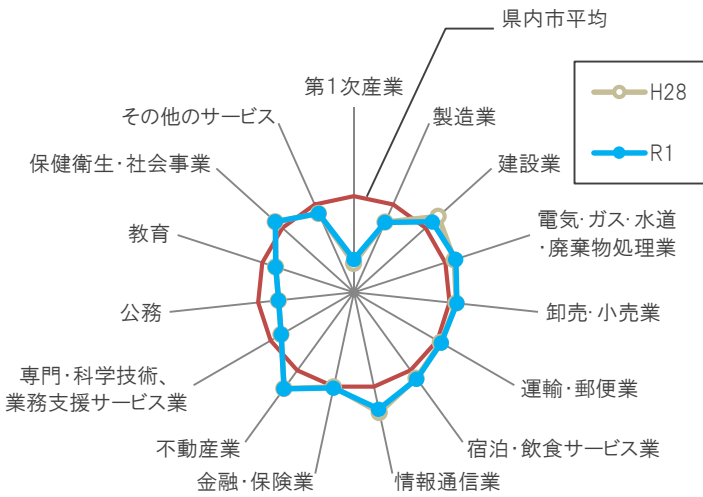 県内市平均
H28
R1
第1次産業
製造業
建設業
電気・ガス・水道
・廃棄物処理業
卸売・小売業
運輸・郵便業
宿泊・飲食サービス業
情報通信業
金融・保険業
不動産業
専門・科学技術、
業務支援サービス業
公務
教育
保健衛生・社会事業
その他のサービス